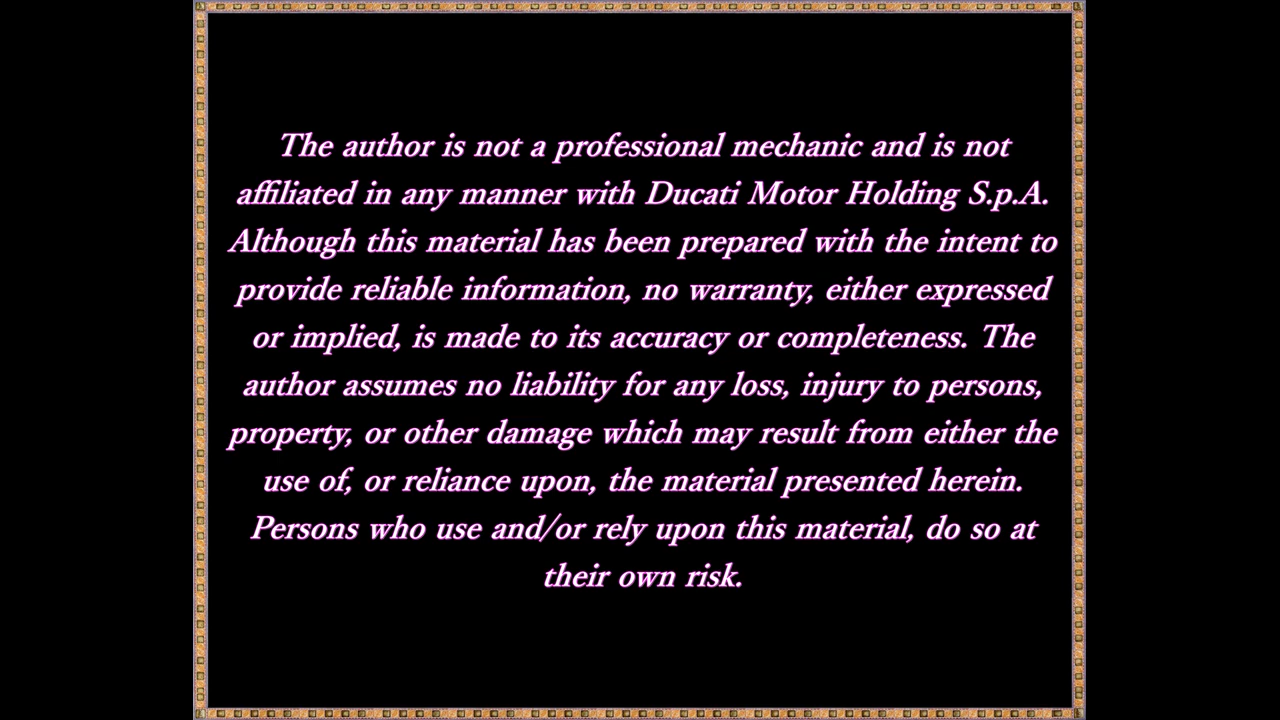 The author is not a professional mechanic and is not
affiliated in any manner with Ducati Motor Holding S.p.A.
Although this material has been prepared with the intent to
provide reliable information, no warranty, either expressed
or implied, is made to its accuracy or completeness. The
author assumes no liability for any loss, injury to persons,
property, or other damage which may result from either the
use of, or reliance upon, the material presented herein.
Persons who use and/or rely upon this material, do so at
their own risk.